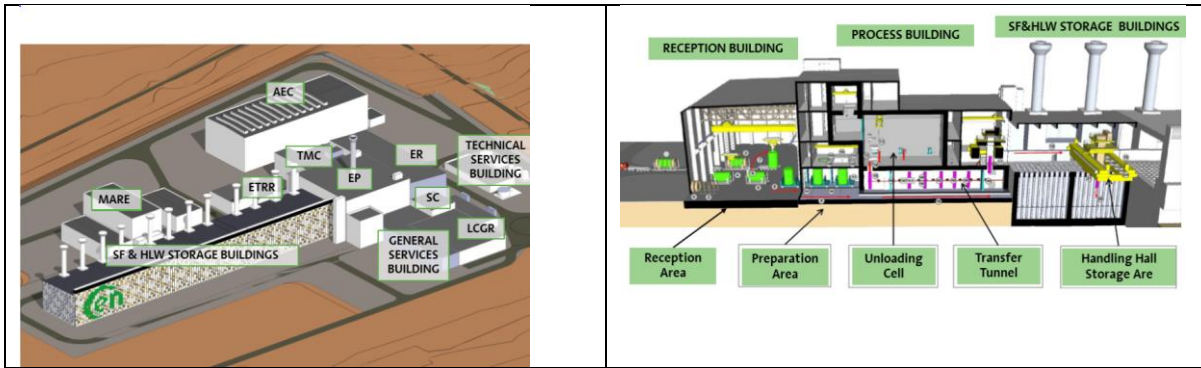 AEC
TMC
ER
TECHNICAL
SERVICES
BUILDING
EP
ETRR
MARE
SC
LCGR
GENERAL
SERVICES
BUILDING
SF & HLW STORAGE BUILDINGS
Cen
RECEPTION BUILDING
PROCESS BUILDING
SF&HLW STORAGE BUILDINGS
Reception
Area
Preparation
Area
Unloading
Cell
Transfer
Tunnel
Handling Hall
Storage Are